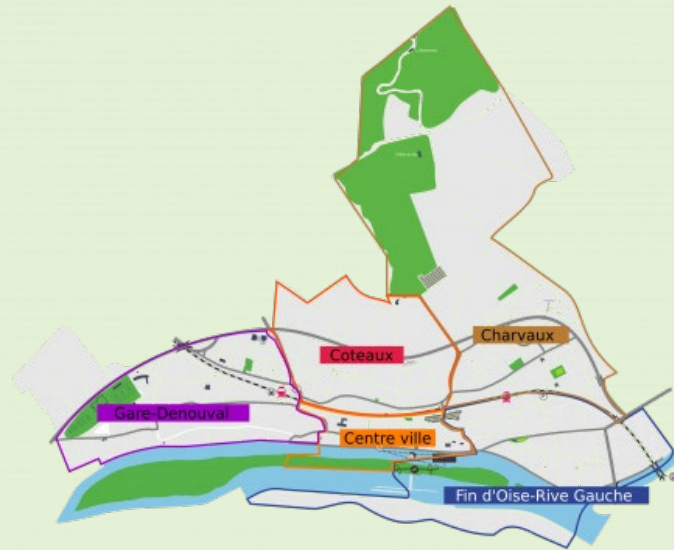 Charvaux
Coteaux
Gare-Denouval
Centre ville
Fin d'Oise-Rive Gauche